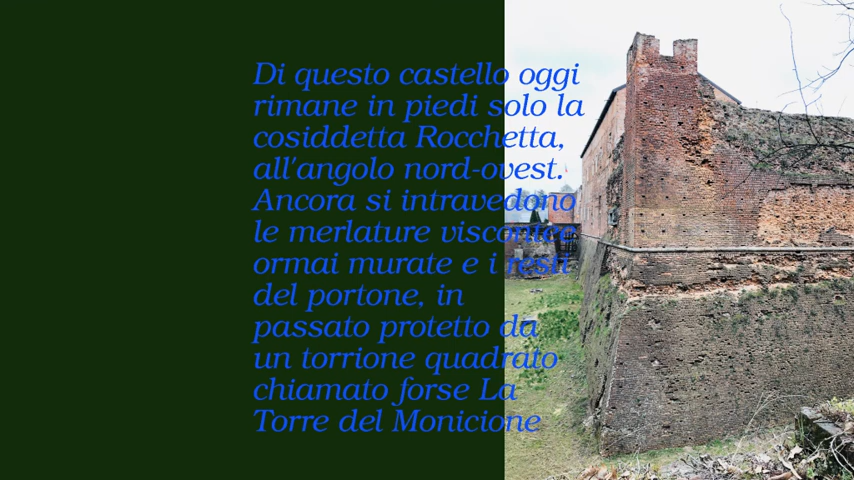 Di questo castello oggi
rimane in piedi solo la
cosiddetta Rocchetta,
all'angolo nord-ovest.
Ancora si intravedono
le merlature viscontee
ormai murate e i resti
del portone, in
passato protetto da
un torrione quadrato
chiamato forse La
Torre del Monicione